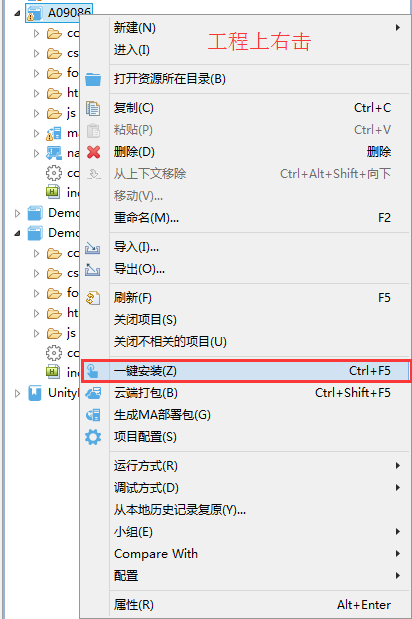 A09086
新建(N)
工程上右击
进入(I)
co
cs
打开资源所在目录(B)
fo
复制(C) Ctrl+C
ht
粘贴(P) Ctrl+V
js
删除(D) 删除
m
从上下文移除 Ctrl+Alt+Shift+向下
na
移动(V)...
co
重命名(M)... F2
in
Demo
导入(I)...
Demo
导出(O)...
co
刷新(F) F5
cs
关闭项目(S)
fo
关闭不相关的项目(U)
ht
js
co
一键安装(Z) Ctrl+F5
in
云端打包(B) Ctrl+Shift+F5
Unity
生成MA部署包(G)
项目配置(S)
运行方式(R)
调试方式(D)
从本地历史记录复原(Y)...
小组(E)
Compare With
配置
属性(R) Alt+Enter